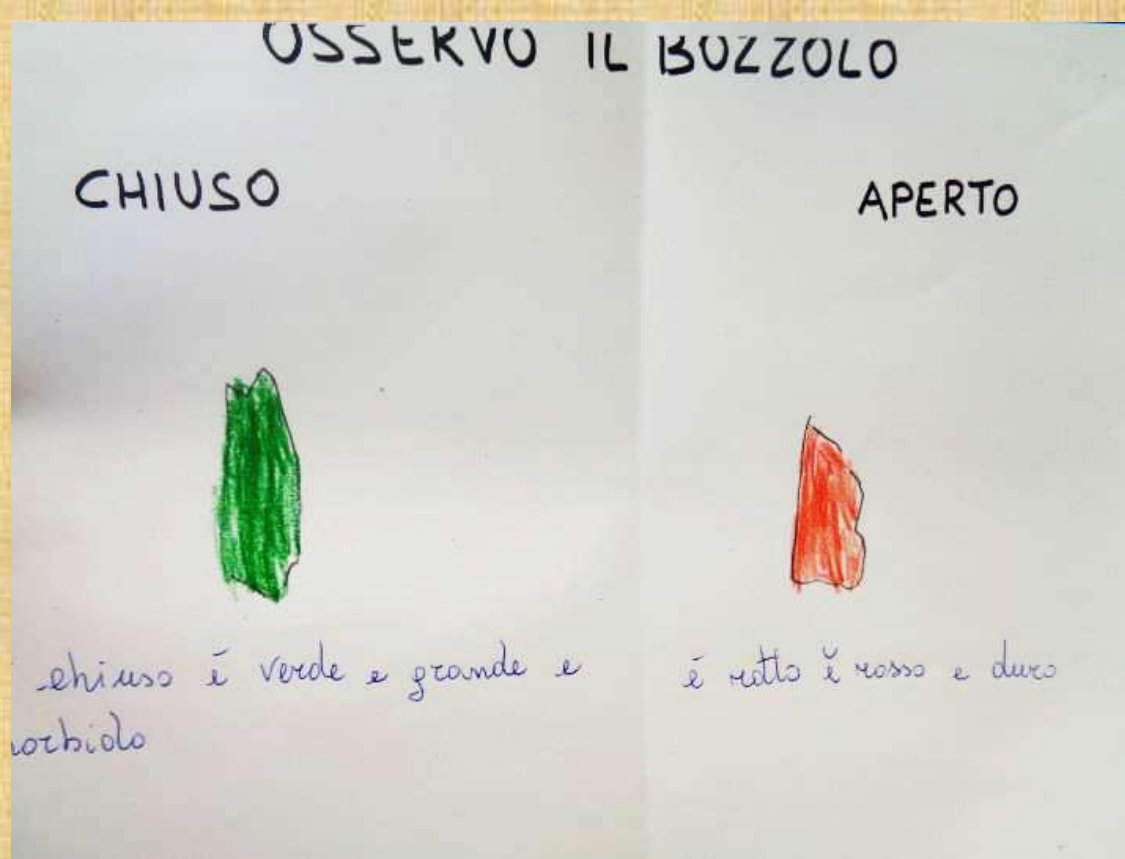 OSSERVO IL BOZZOLO
CHIUSO
APERTO
chiuso é verde e grande e
morbido
é rotto é rosso e duro